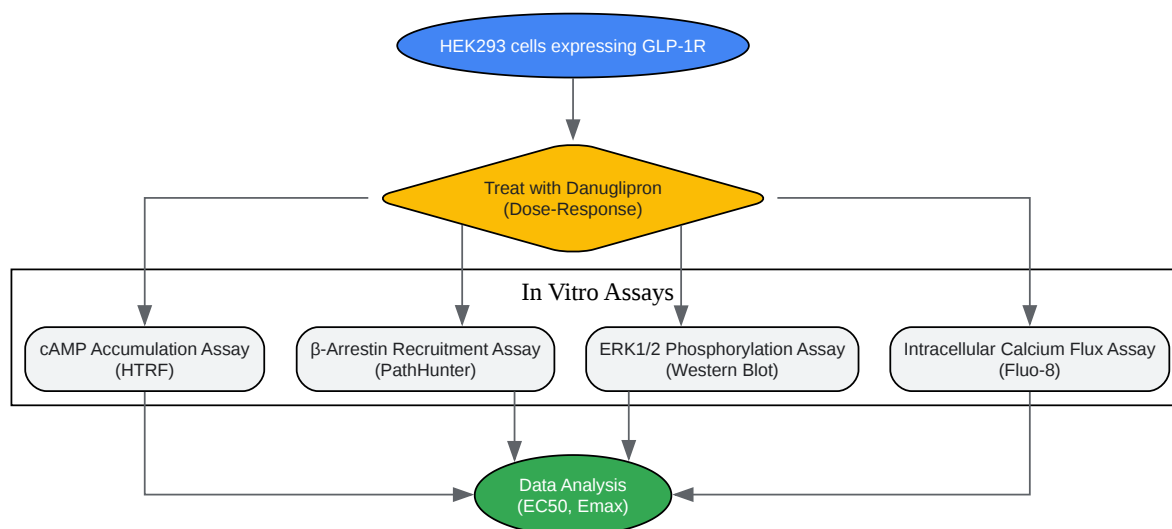 HEK293 cells expressing GLP-1R
Treat with Danuglipron
(Dose-Response)
In Vitro Assays
cAMP Accumulation Assay
(HTRF)
β-Arrestin Recruitment Assay
(PathHunter)
ERK1/2 Phosphorylation Assay
(Western Blot)
Intracellular Calcium Flux Assay
(Fluo-8)
Data Analysis
(EC50, Emax)